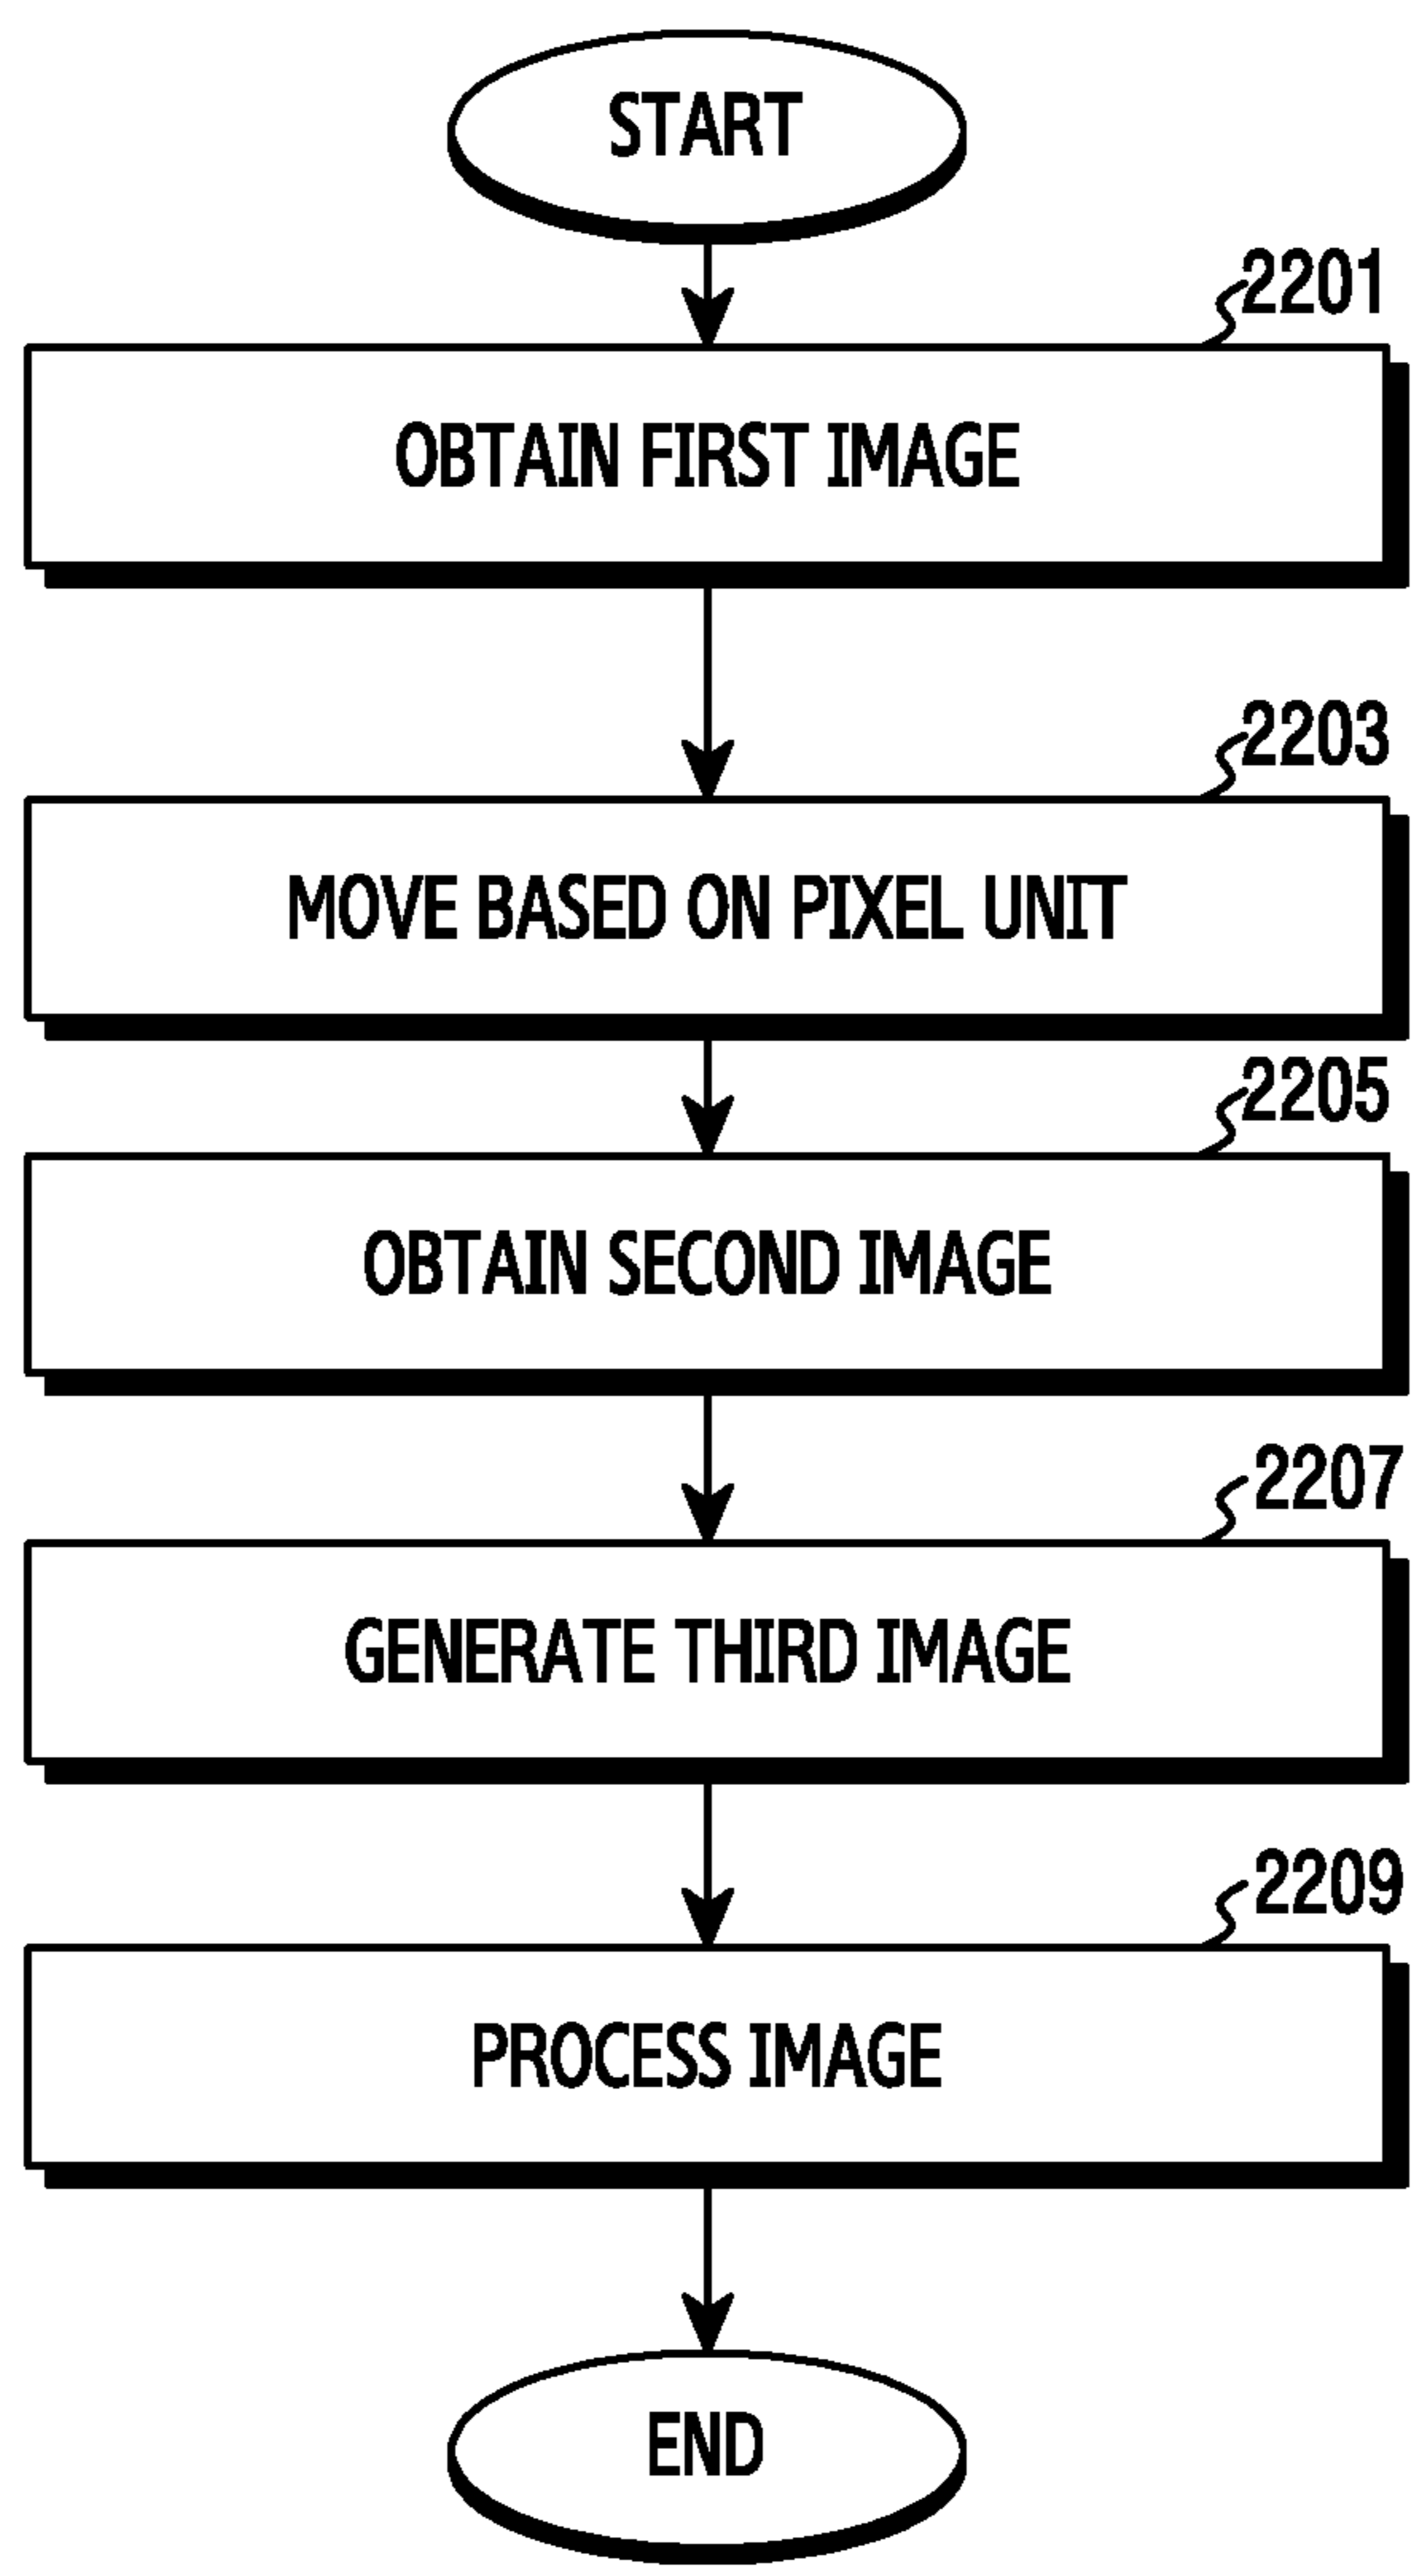 START
2201
OBTAIN FIRST IMAGE
2203
MOVE BASED ON PIXEL UNIT
2205
OBTAIN SECOND IMAGE
2207
GENERATE THIRD IMAGE
2209
PROCESS IMAGE
END